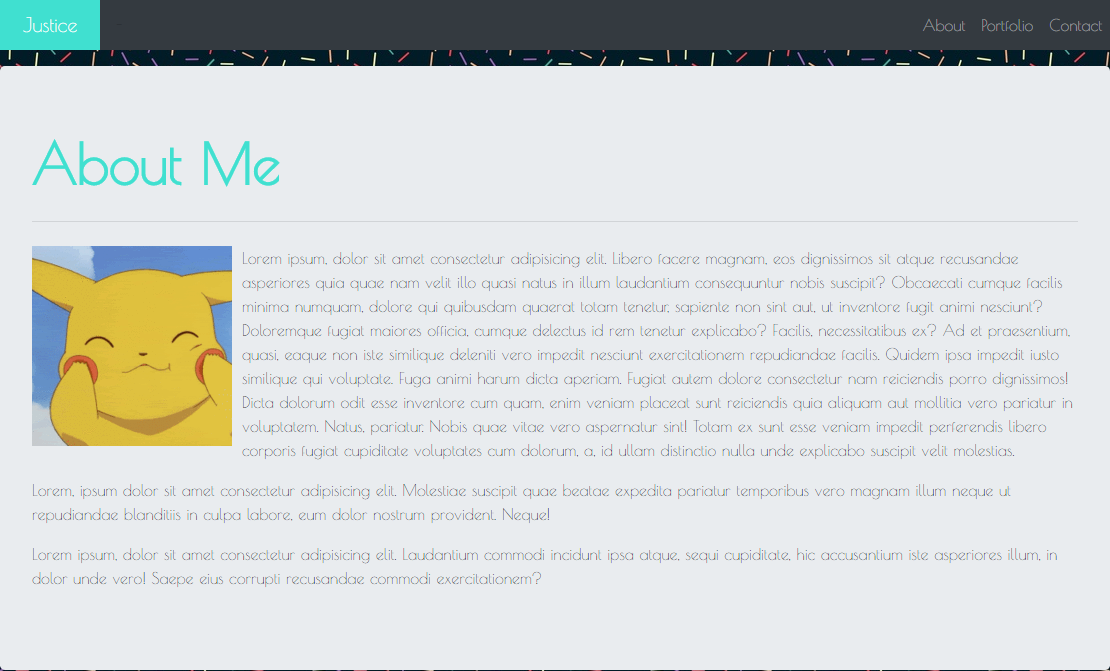 Justice
About Portfolio Contact
About Me
Lorem ipsum, dolor sit amet consectetur adipisicing elit. Libero facere magnam, eos dignissimos sit atque recusandae
asperiores quia quae nam velit illo quasi natus in illum laudantium consequuntur nobis suscipit? Obcaecati cumque facilis
minima numquam, dolore qui quibusdam quaerat totam tenetur, sapiente non sint aut, ut inventore fugit animi nesciunt?
Doloremque fugiat maiores officia, cumque delectus id rem tenetur explicabo? Facilis, necessitatibus ex? Ad et praesentium,
quasi, eaque non iste similique deleniti vero impedit nesciunt exercitationem repudiandae facilis. Quidem ipsa impedit iusto
similique qui voluptate. Fuga animi harum dicta aperiam. Fugiat autem dolore consectetur nam reiciendis porro dignissimos!
Dicta dolorum odit esse inventore cum quam, enim veniam placeat sunt reiciendis quia aliquam aut mollitia vero pariatur in
voluptatem. Natus, pariatur. Nobis quae vitae vero aspernatur sint! Totam ex sunt esse veniam impedit perferendis libero
corporis fugiat cupiditate voluptates cum dolorum, a, id ullam distinctio nulla unde explicabo suscipit velit molestias.
Lorem, ipsum dolor sit amet consectetur adipisicing elit. Molestiae suscipit quae beatae expedita pariatur temporibus vero magnam illum neque ut
repudiandae blanditiis in culpa labore, eum dolor nostrum provident. Neque!
Lorem ipsum, dolor sit amet consectetur adipisicing elit. Laudantium commodi incidunt ipsa atque, sequi cupiditate, hic accusantium iste asperiores illum, in
dolor unde vero! Saepe eius corrupti recusandae commodi exercitationem?